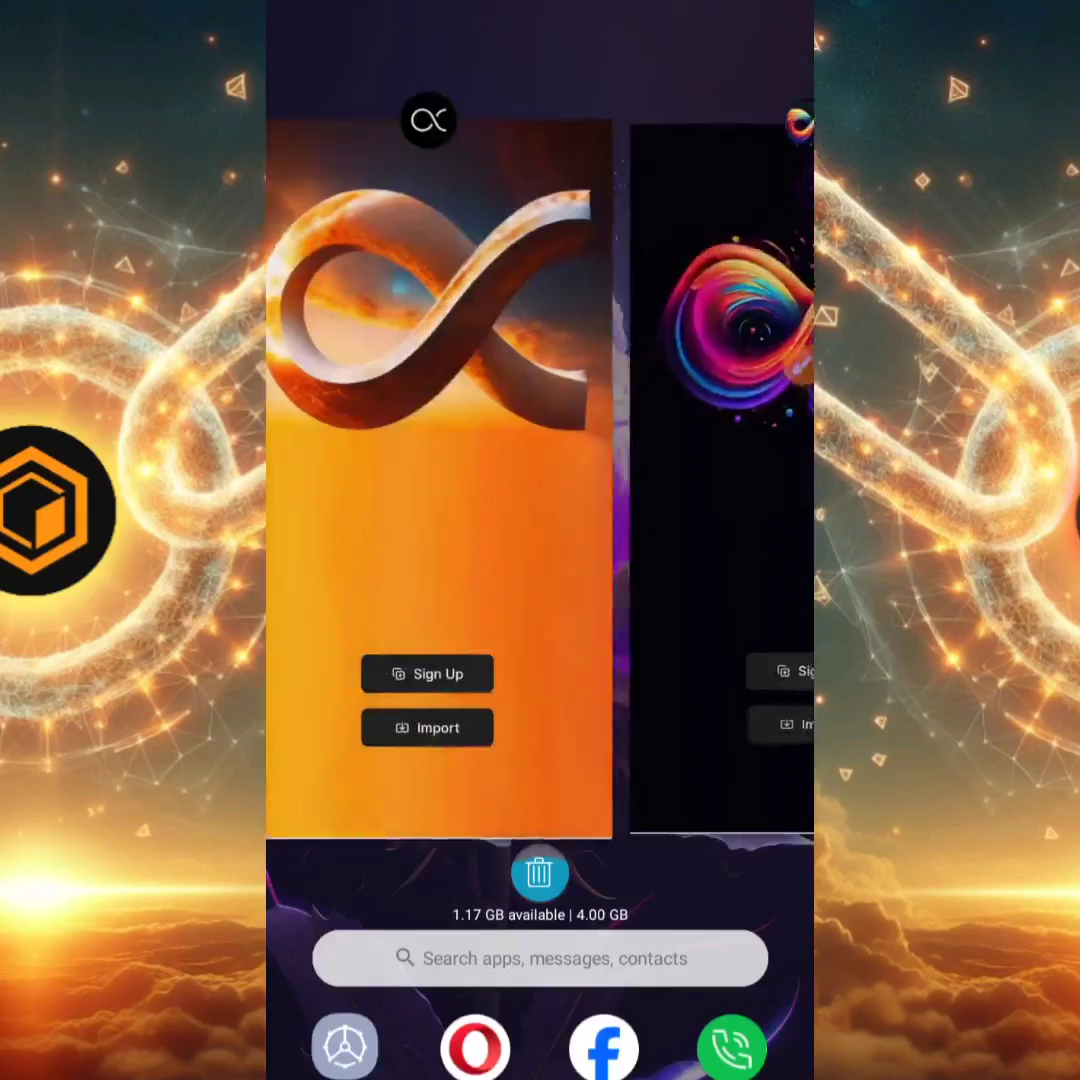 Sign Up
Import
1.17 GB available | 4.00 GB
Search apps, messages, contacts